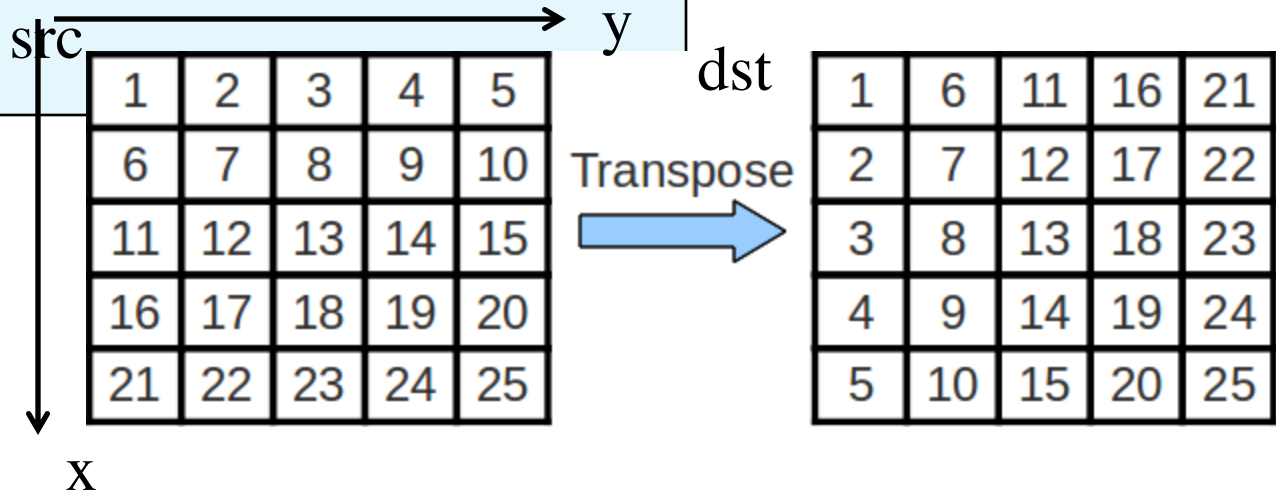 src
y
1 2 3 4 5
6 7 8 9 10
11 12 13 14 15
16 17 18 19 20
21 22 23 24 25
x
Transpose
dst
1 6 11 16 21
2 7 12 17 22
3 8 13 18 23
4 9 14 19 24
5 10 15 20 25